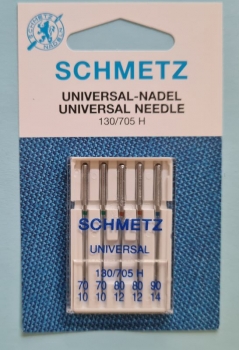 SCHMETZ
UNIVERSAL-NADEL
UNIVERSAL NEEDLE
130/705 H
SCHMETZ
UNIVERSAL
130/705 H
70 70 80 80 90
10 10 12 12 14